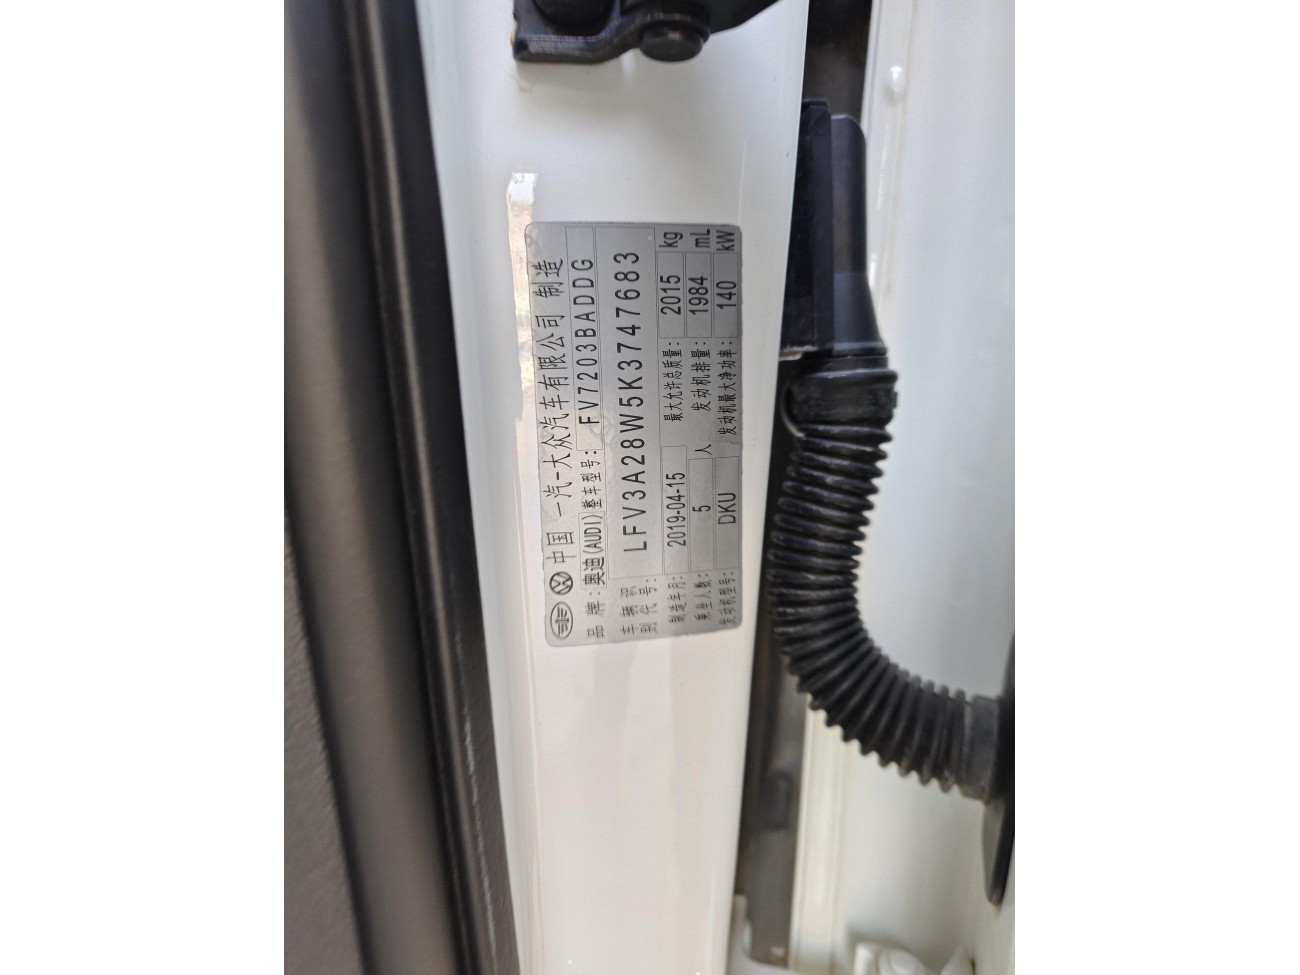 中国 一汽-大众汽车有限公司 制造
品牌: 奥迪(AUDI) 整车型号: FV7203BADDG
车辆识别代号: LFV3A28W5K3747683
制造年月: 2019-04-15 最大允许总质量: 2015 kg
乘坐人数: 5 人 发动机排量: 1984 mL
发动机型号: DKU 发动机最大净功率: 140 kW